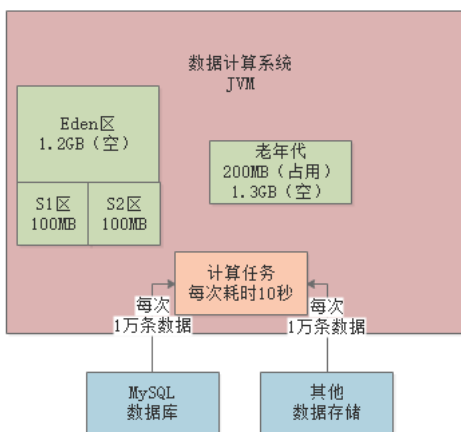 数据计算系统
JVM
Eden区
1.2GB（空）
S1区
100MB
S2区
100MB
老年代
200MB（占用）
1.3GB（空）
计算任务
每次耗时10秒
每次
1万条数据
每次
1万条数据
MySQL
数据库
其他
数据存储